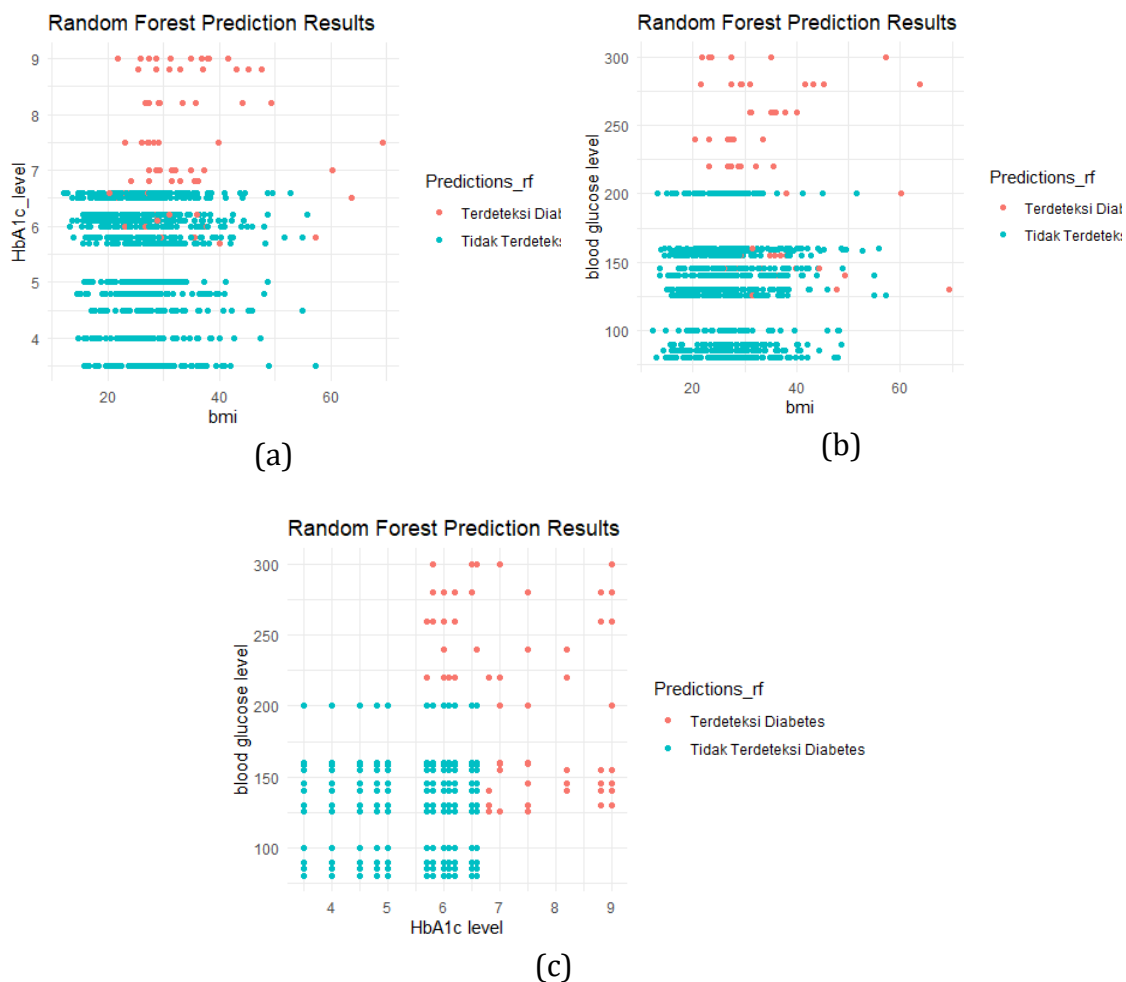 Random Forest Prediction Results
HbA1c_level
9
8
7
6
5
4
20 40 60
bmi
Predictions_rf
Terdeteksi Dial
Tidak Terdeteks
(a)
Random Forest Prediction Results
blood glucose level
300
250
200
150
100
20 40 60
bmi
Predictions_rf
Terdeteksi Dia
Tidak Terdeteks
(b)
Random Forest Prediction Results
blood glucose level
300
250
200
150
100
4 5 6 7 8 9
HbA1c level
Predictions_rf
Terdeteksi Diabetes
Tidak Terdeteksi Diabetes
(c)